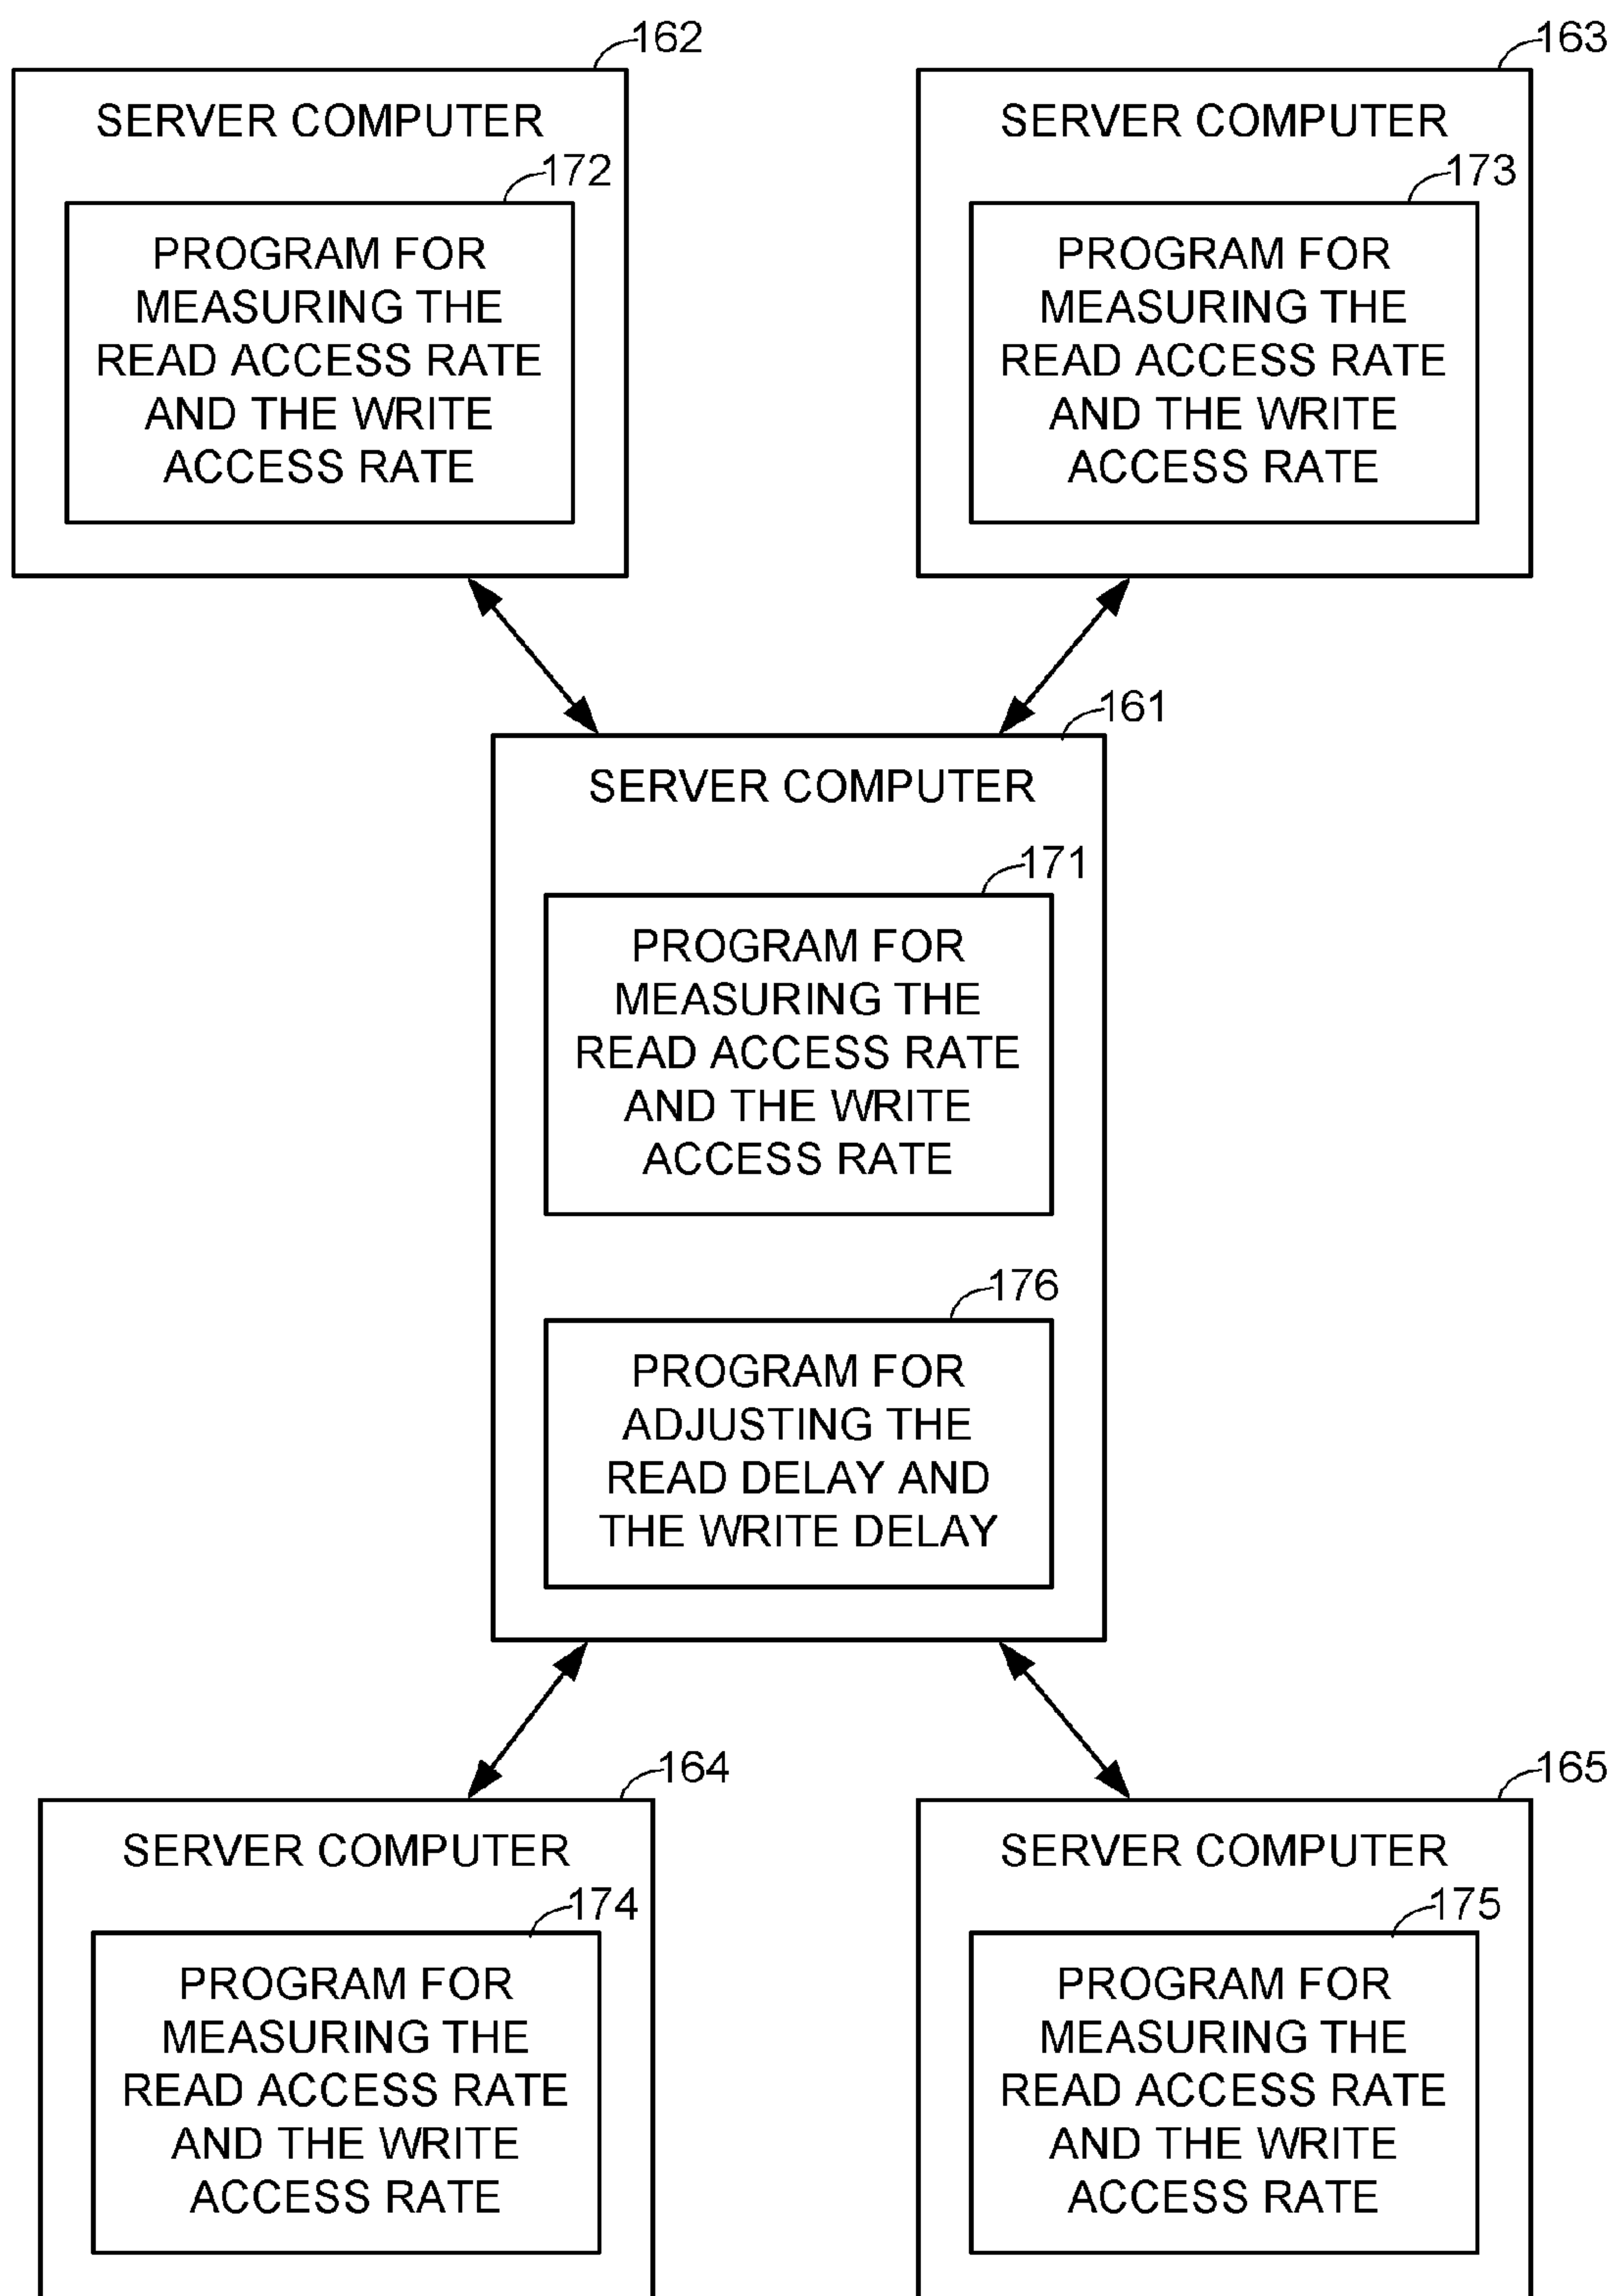 162
SERVER COMPUTER
172
PROGRAM FOR
MEASURING THE
READ ACCESS RATE
AND THE WRITE
ACCESS RATE
163
SERVER COMPUTER
173
PROGRAM FOR
MEASURING THE
READ ACCESS RATE
AND THE WRITE
ACCESS RATE
161
SERVER COMPUTER
171
PROGRAM FOR
MEASURING THE
READ ACCESS RATE
AND THE WRITE
ACCESS RATE
176
PROGRAM FOR
ADJUSTING THE
READ DELAY AND
THE WRITE DELAY
164
SERVER COMPUTER
174
PROGRAM FOR
MEASURING THE
READ ACCESS RATE
AND THE WRITE
ACCESS RATE
165
SERVER COMPUTER
175
PROGRAM FOR
MEASURING THE
READ ACCESS RATE
AND THE WRITE
ACCESS RATE